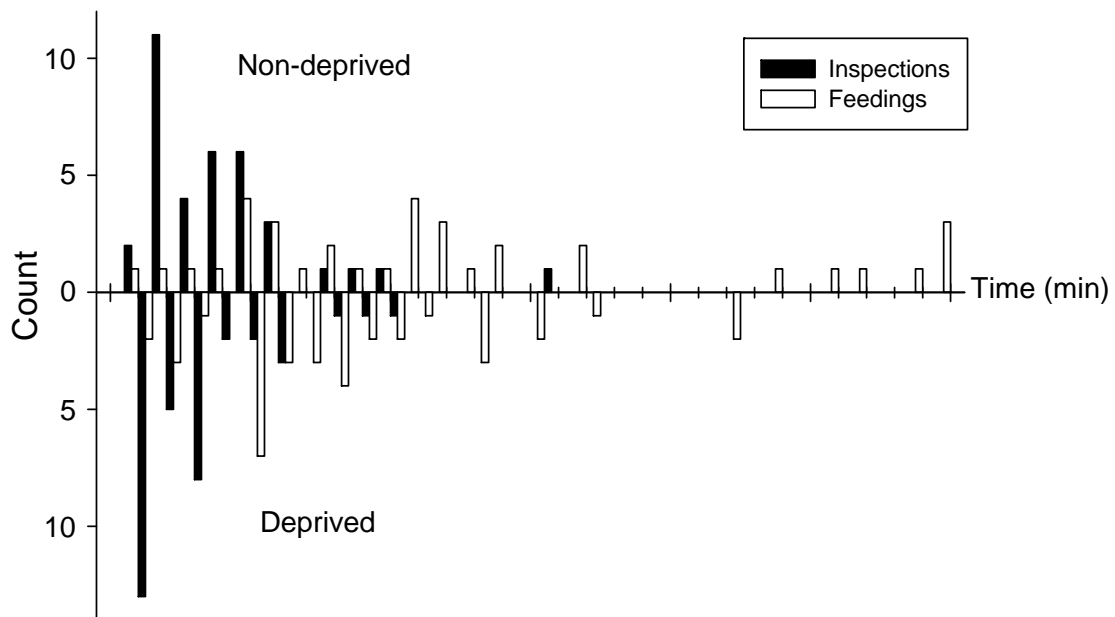 10
Non-deprived
Inspections
Feedings
5
Count
0
Time (min)
5
10
Deprived